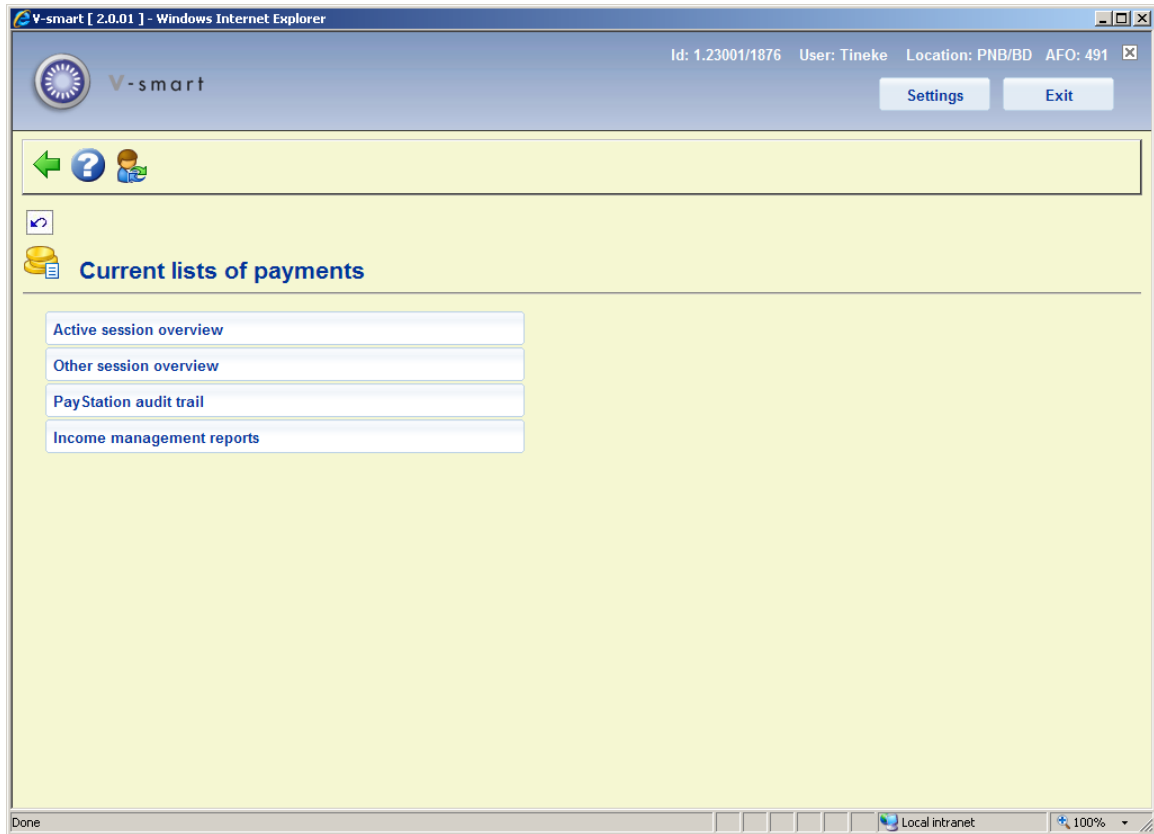 V-smart [ 2.0.01 ] - Windows Internet Explorer
Id: 1.23001/1876 User: Tineke Location: PNB/BD AFO: 491
V-smart
Settings Exit
Current lists of payments
Active session overview
Other session overview
PayStation audit trail
Income management reports
Done Local intranet 100%